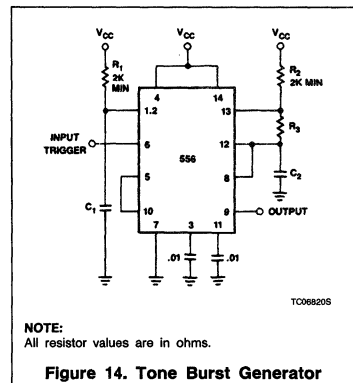 VCC VCC VCC
R1 R2
2K 2K MIN
MIN
4 14
1.2 13
R3
INPUT
TRIGGER 6 556 12
5 8 C2
C1 10 9 OUTPUT
7 3 11
.01 .01
TC06820S
NOTE:
All resistor values are in ohms.
Figure 14. Tone Burst Generator